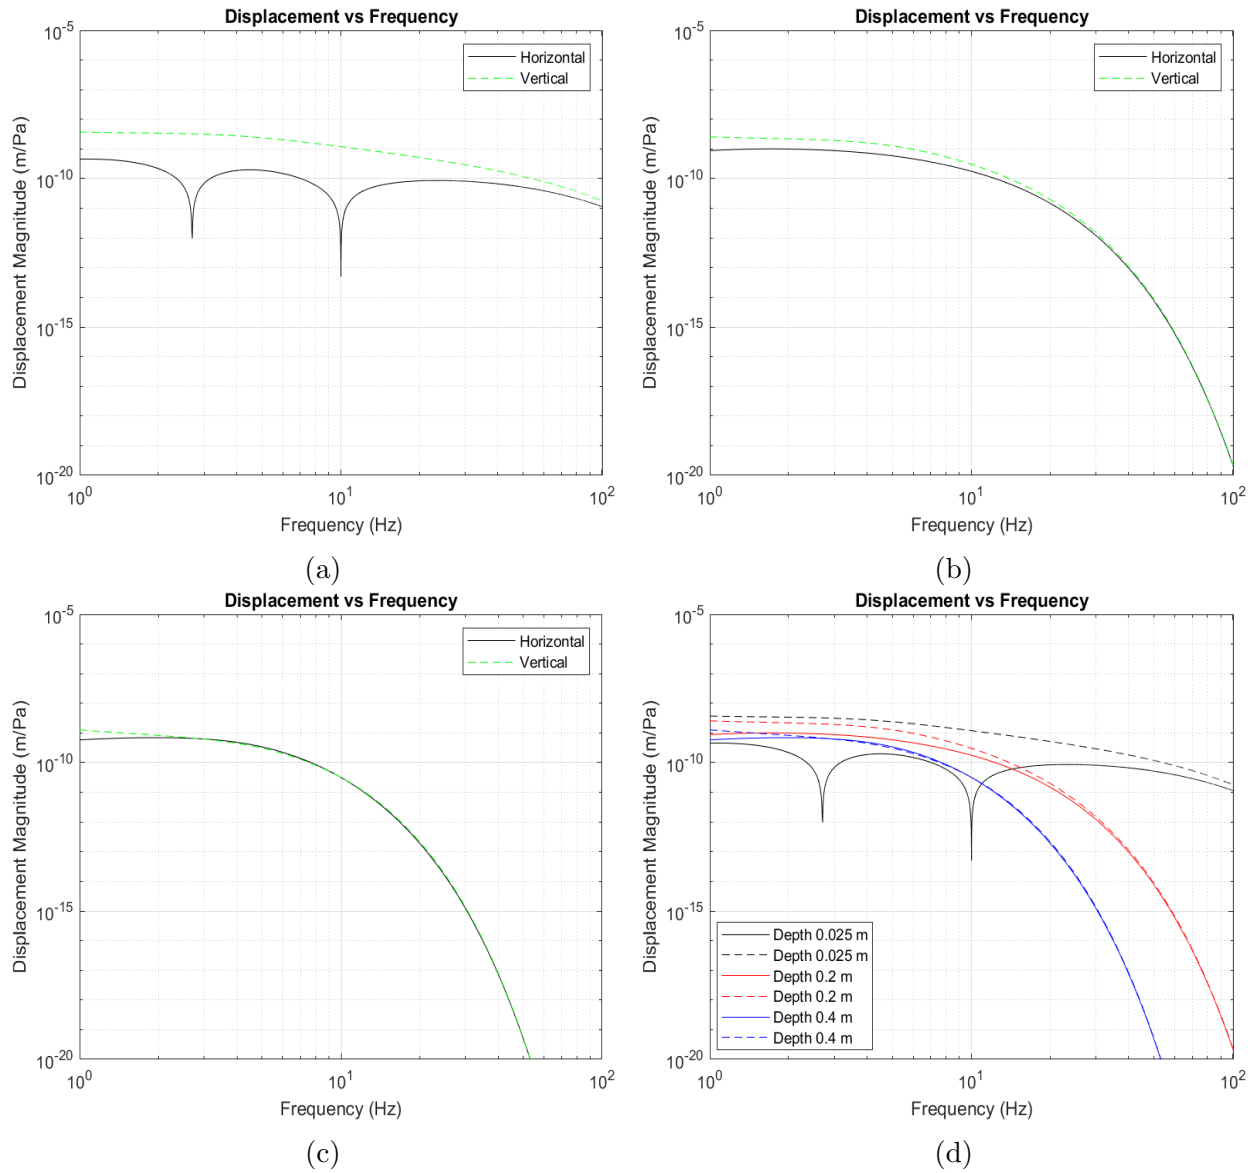 Displacement vs Frequency
Displacement Magnitude (m/Pa)
10^-5
10^-10
10^-15
10^-20
Horizontal
Vertical
10^0 10^1 10^2
Frequency (Hz)
(a)
Displacement vs Frequency
Displacement Magnitude (m/Pa)
10^-5
10^-10
10^-15
10^-20
Horizontal
Vertical
10^0 10^1 10^2
Frequency (Hz)
(b)
Displacement vs Frequency
Displacement Magnitude (m/Pa)
10^-5
10^-10
10^-15
10^-20
Horizontal
Vertical
10^0 10^1 10^2
Frequency (Hz)
(c)
Displacement vs Frequency
Displacement Magnitude (m/Pa)
10^-5
10^-10
10^-15
10^-20
Depth 0.025 m
Depth 0.025 m
Depth 0.2 m
Depth 0.2 m
Depth 0.4 m
Depth 0.4 m
10^0 10^1 10^2
Frequency (Hz)
(d)